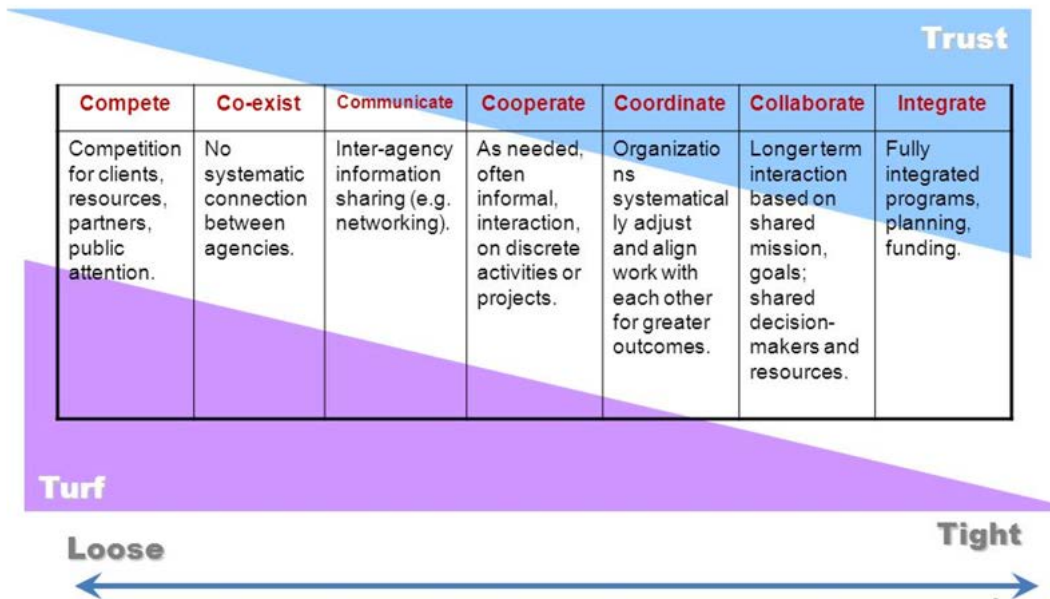 Trust
Compete
Co-exist
Communicate
Cooperate
Coordinate
Collaborate
Integrate
Competition
for clients,
resources,
partners,
public
attention.
No
systematic
connection
between
agencies.
Inter-agency
information
sharing (e.g.
networking).
As needed,
often
informal,
interaction,
on discrete
activities or
projects.
Organizatio
ns
systematical
ly adjust
and align
work with
each other
for greater
outcomes.
Longer term
interaction
based on
shared
mission,
goals;
shared
decision-
makers and
resources.
Fully
integrated
programs,
planning,
funding.
Turf
Loose
Tight